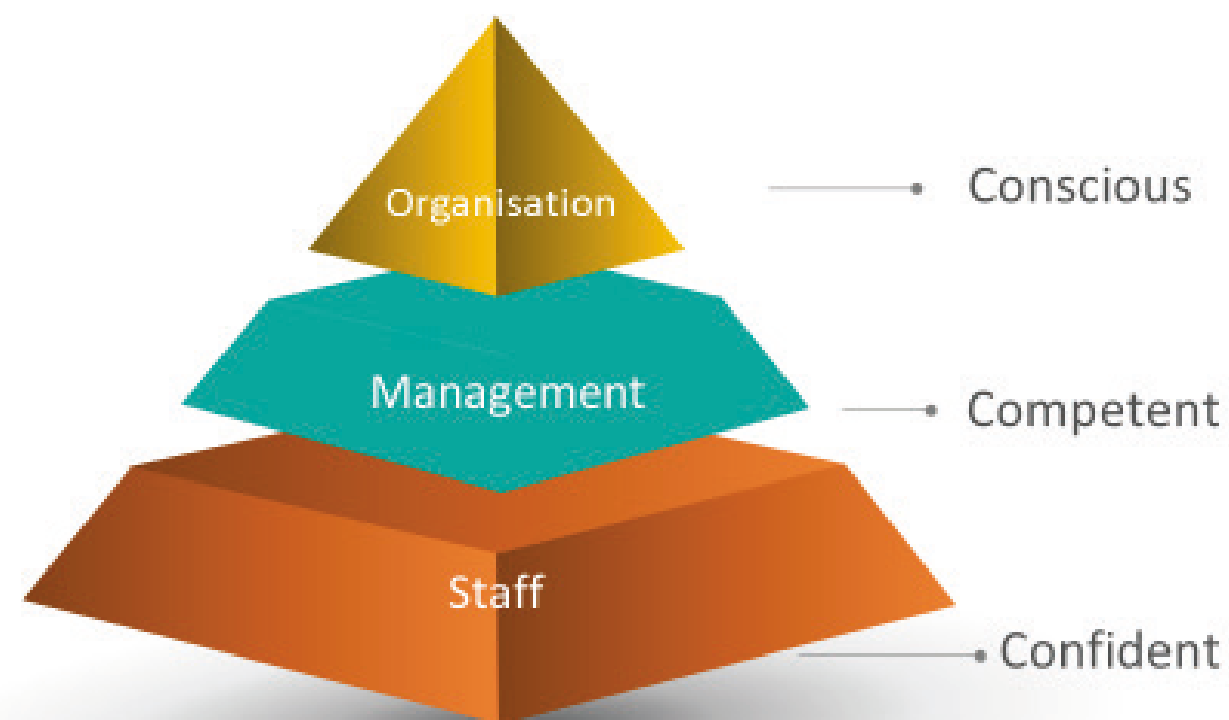 Organisation
Conscious
Management
Competent
Staff
Confident